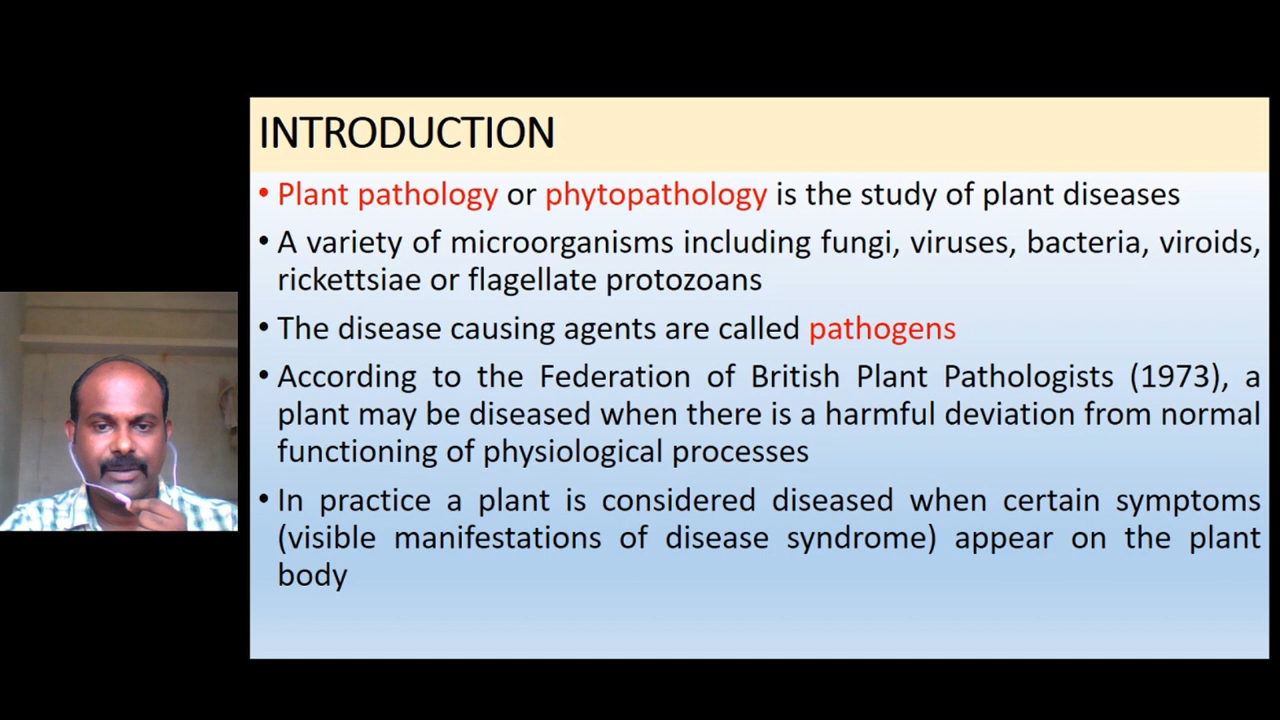 INTRODUCTION
• Plant pathology or phytopathology is the study of plant diseases
• A variety of microorganisms including fungi, viruses, bacteria, viroids,
rickettsiae or flagellate protozoans
• The disease causing agents are called pathogens
• According to the Federation of British Plant Pathologists (1973), a
plant may be diseased when there is a harmful deviation from normal
functioning of physiological processes
• In practice a plant is considered diseased when certain symptoms
(visible manifestations of disease syndrome) appear on the plant
body